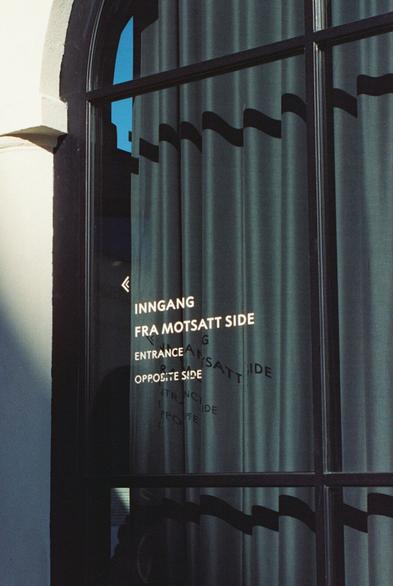 INNGANG
FRA MOTSATT SIDE
ENTRANCE
OPPOSITE SIDE